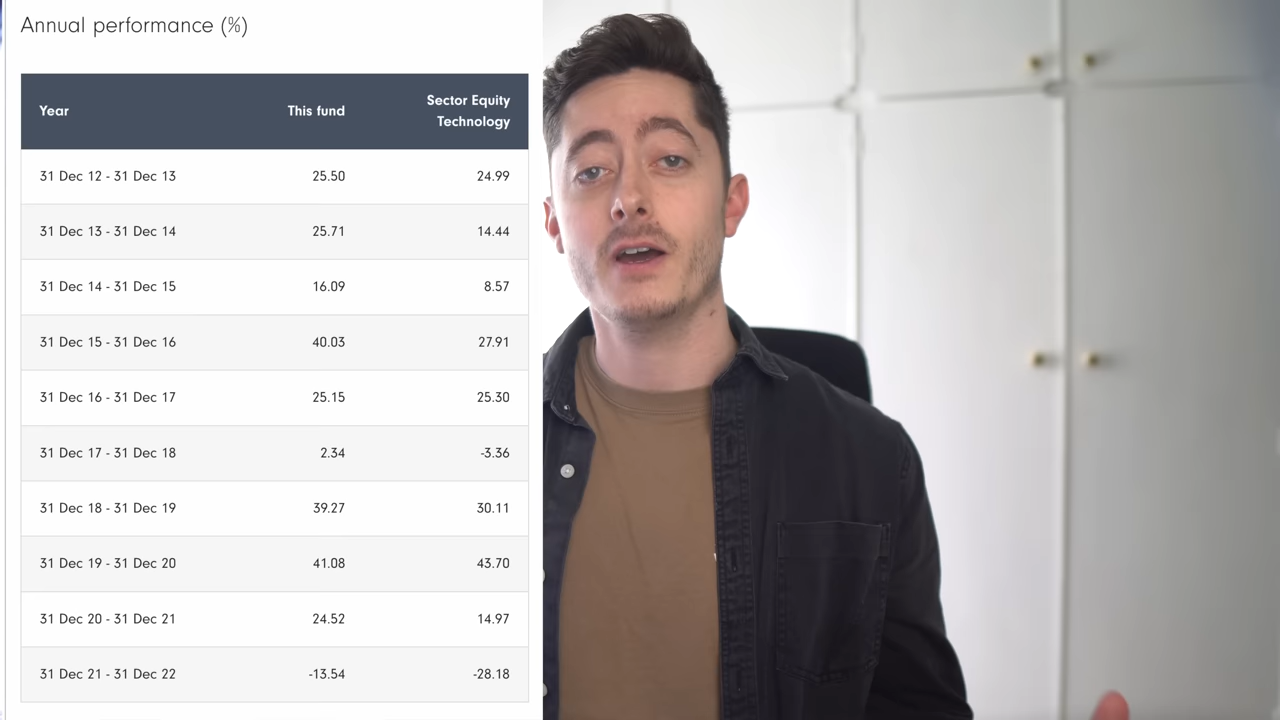 Annual performance (%)
Year This fund Sector Equity Technology
31 Dec 12 - 31 Dec 13 25.50 24.99
31 Dec 13 - 31 Dec 14 25.71 14.44
31 Dec 14 - 31 Dec 15 16.09 8.57
31 Dec 15 - 31 Dec 16 40.03 27.91
31 Dec 16 - 31 Dec 17 25.15 25.30
31 Dec 17 - 31 Dec 18 2.34 -3.36
31 Dec 18 - 31 Dec 19 39.27 30.11
31 Dec 19 - 31 Dec 20 41.08 43.70
31 Dec 20 - 31 Dec 21 24.52 14.97
31 Dec 21 - 31 Dec 22 -13.54 -28.18